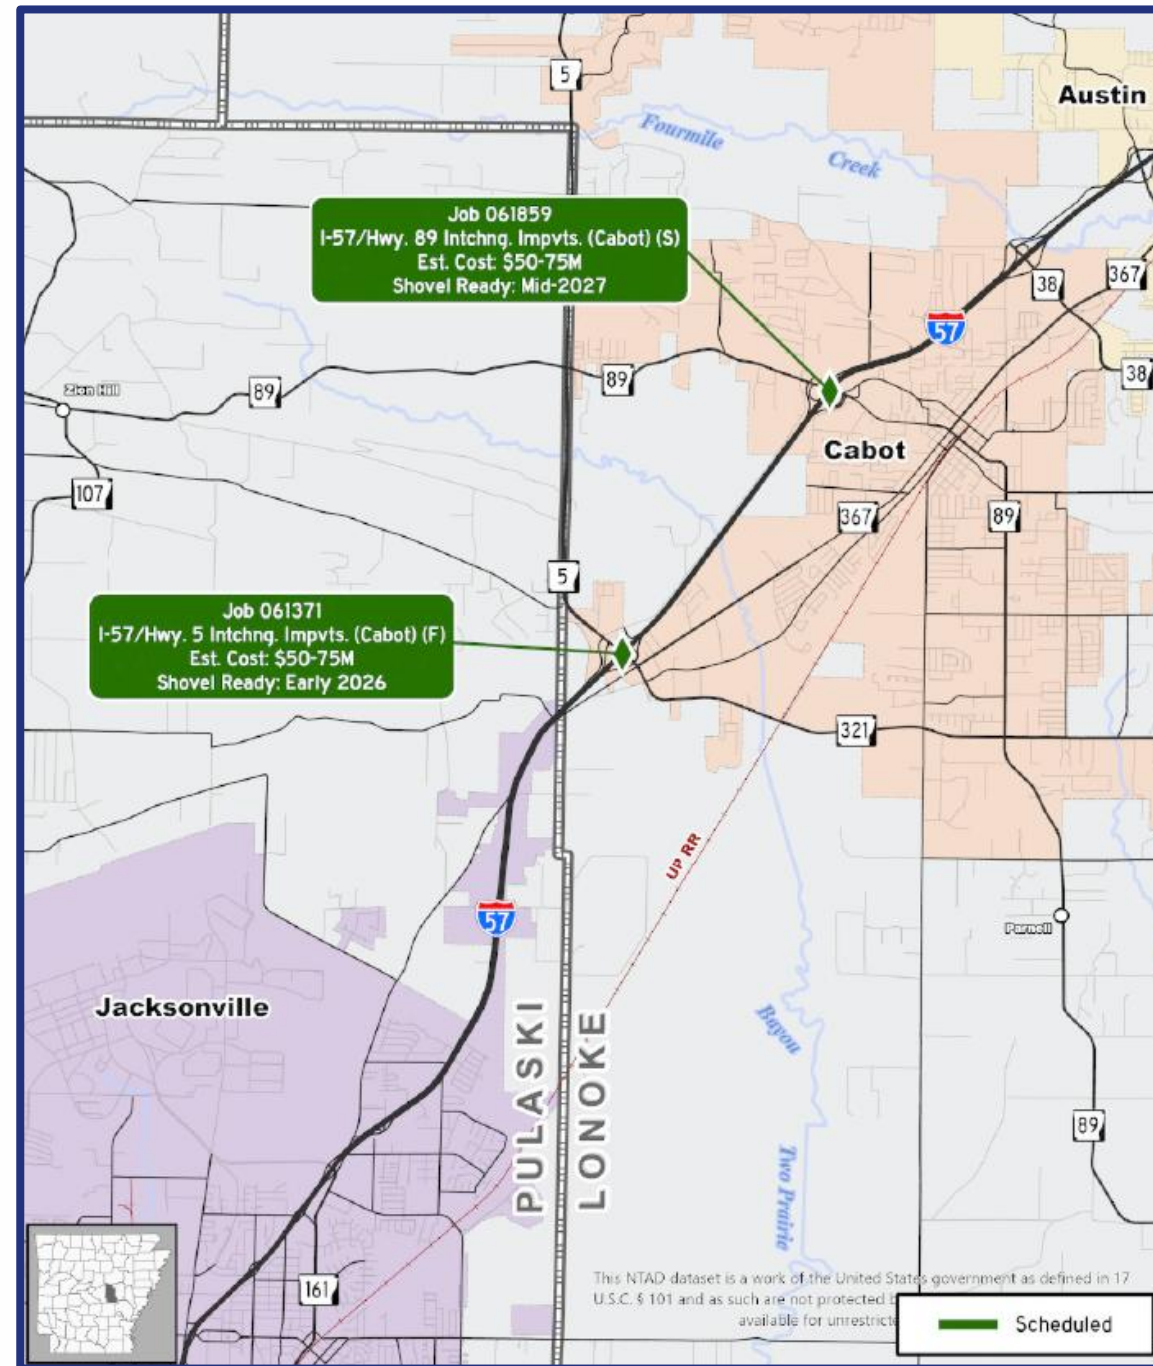 5
Austin
Fourmile
Creek
Job 061859
I-57/Hwy. 89 Intchng. Impvts. (Cabot) (S)
Est. Cost: $50-75M
Shovel Ready: Mid-2027
367
38
57
38
Zion Hill
89
89
Cabot
107
367
89
5
Job 061371
I-57/Hwy. 5 Intchng. Impvts. (Cabot) (F)
Est. Cost: $50-75M
Shovel Ready: Early 2026
321
UP RR
57
Parnell
Jacksonville
PULASKI
LONOKE
Bayou
Two Prairie
89
161
This NTAD dataset is a work of the United States government as defined in 17
U.S.C. § 101 and as such are not protected
available for
Scheduled